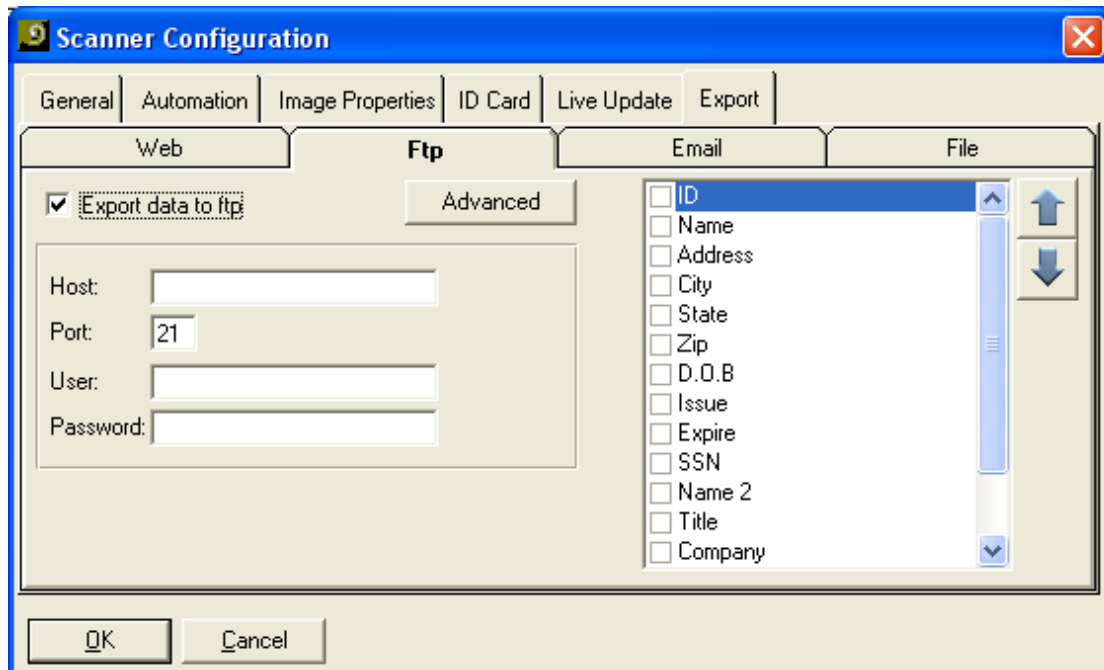 Scanner Configuration
General Automation Image Properties ID Card Live Update Export
Web Ftp Email File
Export data to ftp
Advanced
Host:
Port: 21
User:
Password:
ID
Name
Address
City
State
Zip
D.O.B
Issue
Expire
SSN
Name 2
Title
Company
OK Cancel